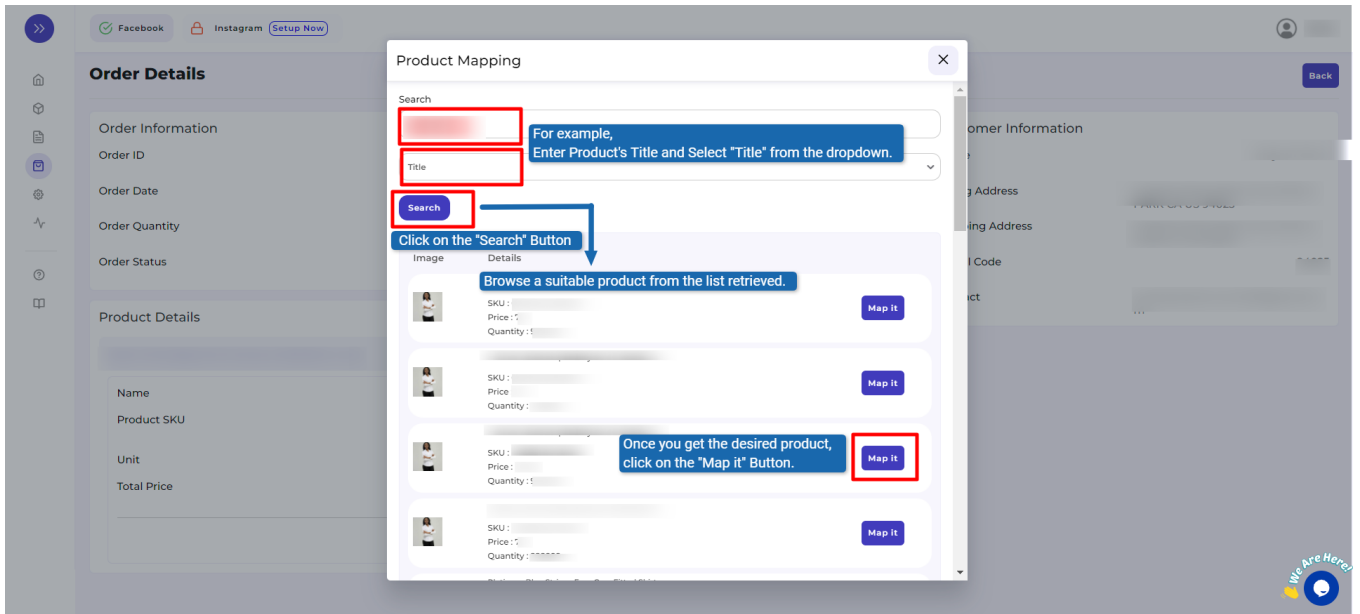 Facebook
Instagram Setup Now
Order Details
Back
Order Information
Order ID
Order Date
Order Quantity
Order Status
Product Details
Name
Product SKU
Unit
Total Price
Product Mapping
Search
For example,
Enter Product's Title and Select "Title" from the dropdown.
Title
Search
Click on the "Search" Button
Image Details
Browse a suitable product from the list retrieved.
SKU :
Price :
Quantity :
Map it
SKU :
Price
Quantity :
Map it
SKU :
Price :
Quantity :
Once you get the desired product,
click on the "Map it" Button.
Map it
SKU :
Price :
Quantity :
Map it
omer Information
Address
ing Address
Code
We Are Here!